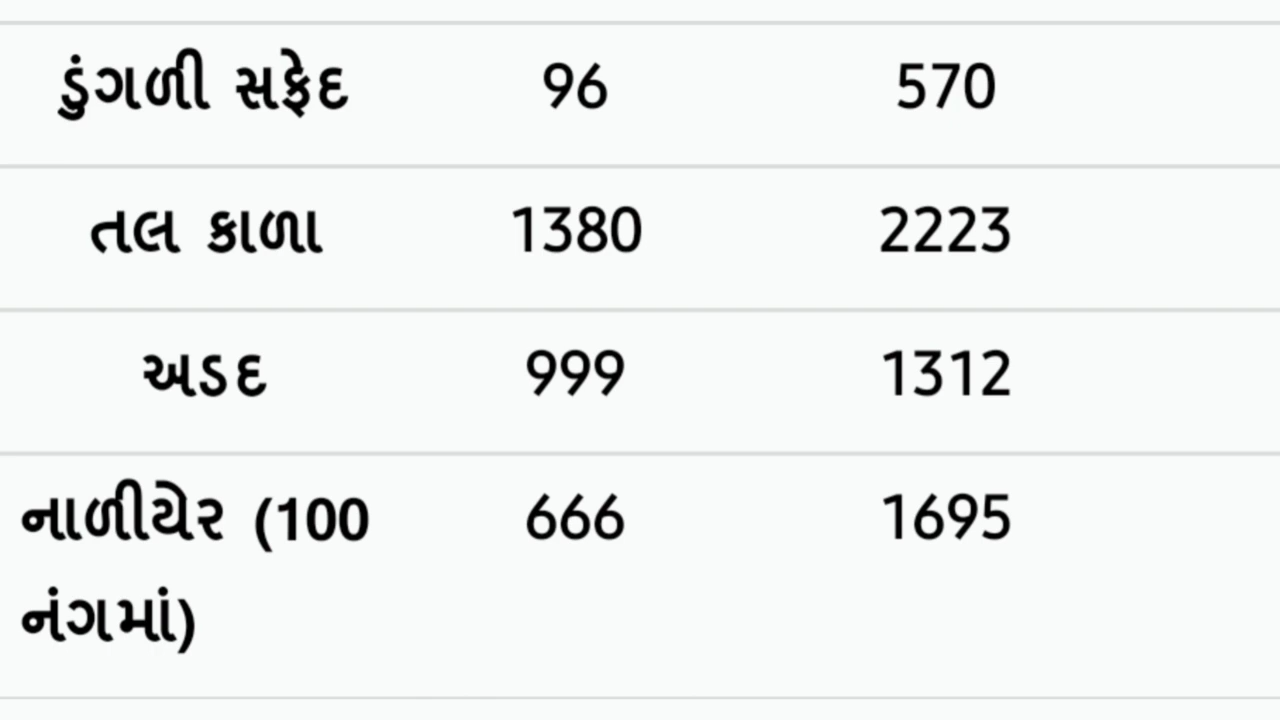 ડુંગળી સફેદ 96 570
તલ કાળા 1380 2223
અડદ 999 1312
નાળીયેર (100 666 1695
નંગમાં)